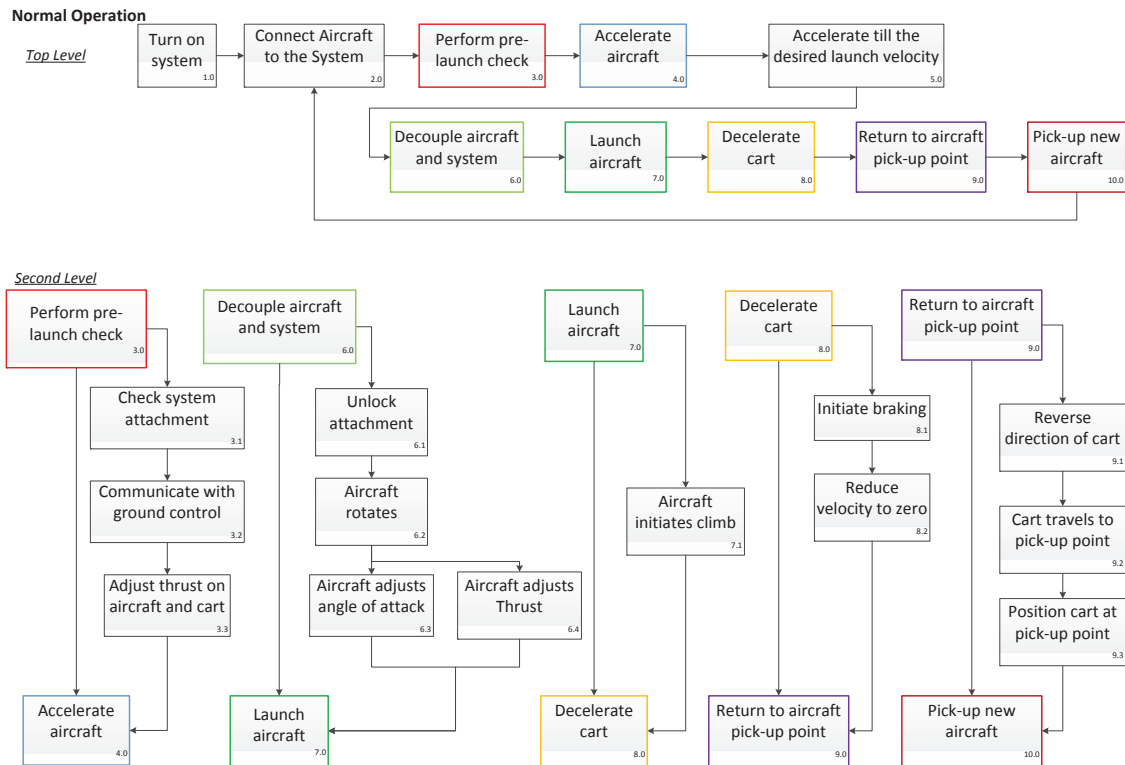 Normal Operation
Top Level
Turn on
system
1.0
Connect Aircraft
to the System
2.0
Perform pre-
launch check
3.0
Accelerate
aircraft
4.0
Accelerate till the
desired launch velocity
5.0
Decouple aircraft
and system
6.0
Launch
aircraft
7.0
Decelerate
cart
8.0
Return to aircraft
pick-up point
9.0
Pick-up new
aircraft
10.0
Second Level
Perform pre-
launch check
3.0
Check system
attachment
3.1
Communicate with
ground control
3.2
Adjust thrust on
aircraft and cart
3.3
Accelerate
aircraft
4.0
Decouple aircraft
and system
6.0
Unlock
attachment
6.1
Aircraft
rotates
6.2
Aircraft adjusts
angle of attack
6.3
Aircraft adjusts
Thrust
6.4
Launch
aircraft
7.0
Launch
aircraft
7.0
Aircraft
initiates climb
7.1
Decelerate
cart
8.0
Decelerate
cart
8.0
Initiate braking
8.1
Reduce
velocity to zero
8.2
Return to aircraft
pick-up point
9.0
Return to aircraft
pick-up point
9.0
Reverse
direction of cart
9.1
Cart travels to
pick-up point
9.2
Position cart at
pick-up point
9.3
Pick-up new
aircraft
10.0